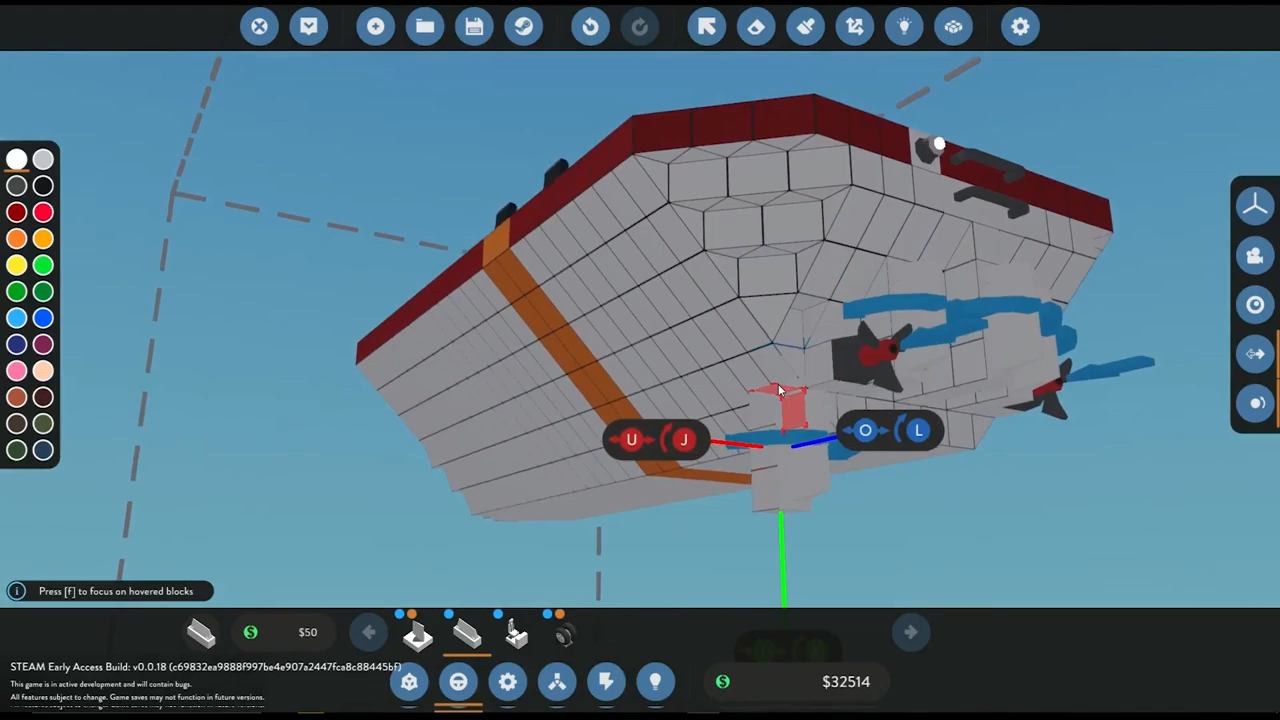 U J
O L
Press [f] to focus on hovered blocks
$ $50
STEAM Early Access Build: v0.0.18 (c69832ea9888f997be4e907a2447fca8c88445bf)
This game is in active development and will contain bugs.
All features subject to change. Game saves may not function in future versions.
$ $32514